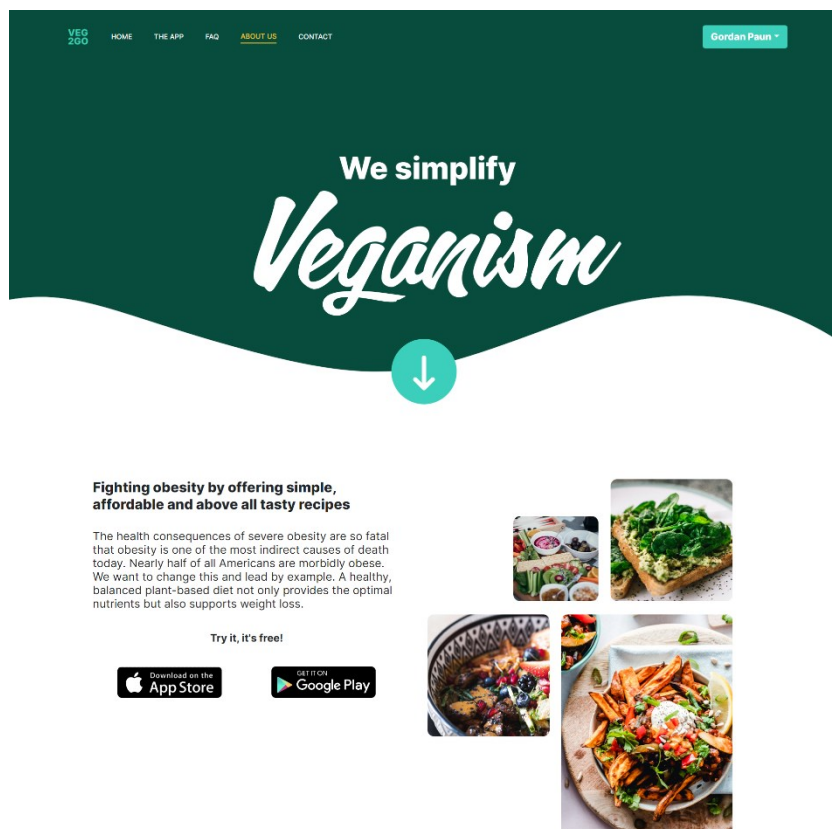 VEG
2GO
HOME
THE APP
FAQ
ABOUT US
CONTACT
Gordan Paun
We simplify
Veganism
Fighting obesity by offering simple,
affordable and above all tasty recipes
The health consequences of severe obesity are so fatal
that obesity is one of the most indirect causes of death
today. Nearly half of all Americans are morbidly obese.
We want to change this and lead by example. A healthy,
balanced plant-based diet not only provides the optimal
nutrients but also supports weight loss.
Try it, it's free!
Download on the
App Store
GET IT ON
Google Play